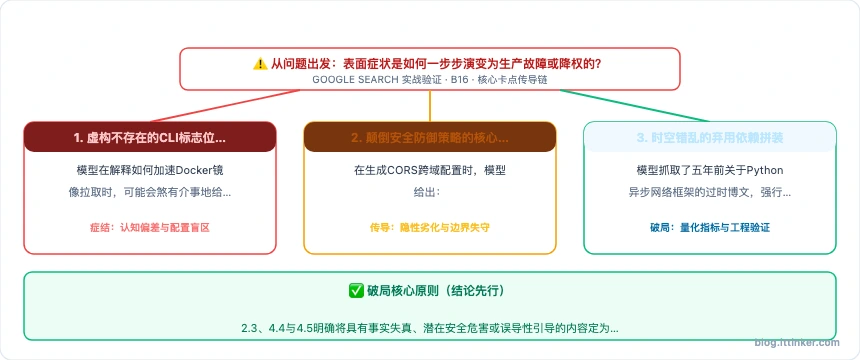 ⚠️ 从问题出发：表面症状是如何一步步演变为生产故障或降权的？
GOOGLE SEARCH 实战验证 · B16 · 核心卡点传导链
1. 虚构不存在的CLI标志位...
模型在解释如何加速Docker镜
像拉取时，可能会煞有介事地给...
症结：认知偏差与配置盲区
2. 颠倒安全防御策略的核心...
在生成CORS跨域配置时，模型
给出：
传导：隐性劣化与边界失守
3. 时空错乱的弃用依赖拼装
模型抓取了五年前关于Python
异步网络框架的过时博文，强行...
破局：量化指标与工程验证
✅ 破局核心原则（结论先行）
2.3、4.4与4.5明确将具有事实失真、潜在安全危害或误导性引导的内容定为...
blog.ittinker.com